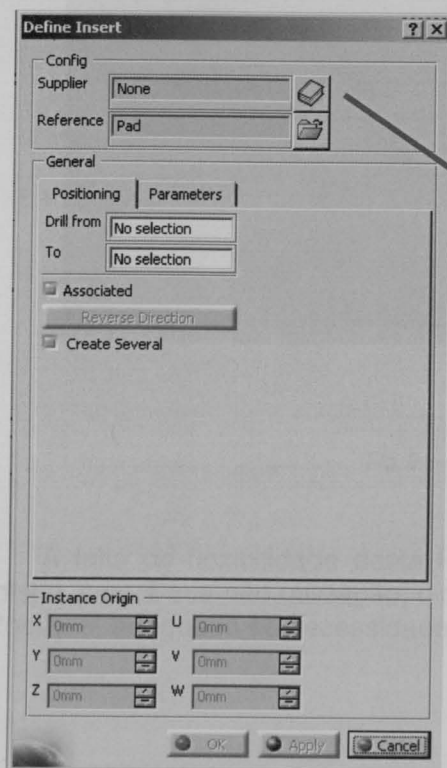 Define Insert ? X
Config
Supplier None
Reference Pad
General
Positioning Parameters
Drill from No selection
To No selection
Associated
Reverse Direction
Create Several
Instance Origin
X 0mm U 0mm
Y 0mm V 0mm
Z 0mm W 0mm
OK Apply Cancel